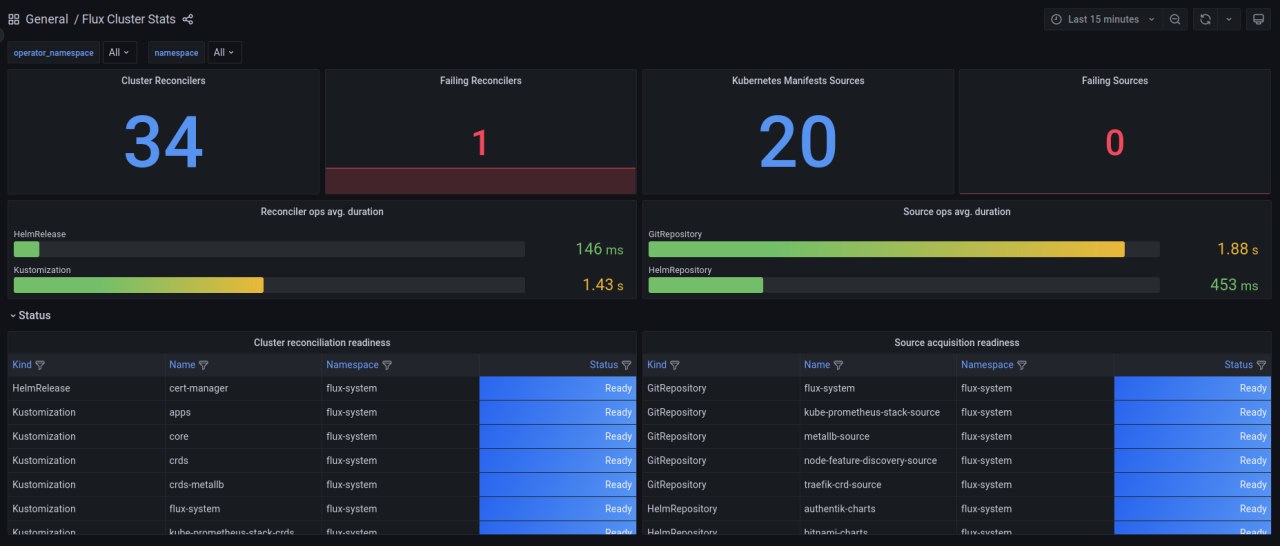 General / Flux Cluster Stats
Last 15 minutes
operator_namespace All namespace All
Cluster Reconcilers
34
Failing Reconcilers
1
Kubernetes Manifests Sources
20
Failing Sources
0
Reconciler ops avg. duration
HelmRelease
146 ms
Kustomization
1.43 s
Source ops avg. duration
GitRepository
1.88 s
HelmRepository
453 ms
Status
Cluster reconciliation readiness
Kind Name Namespace Status
HelmRelease cert-manager flux-system Ready
Kustomization apps flux-system Ready
Kustomization core flux-system Ready
Kustomization crds flux-system Ready
Kustomization crds-metallb flux-system Ready
Kustomization flux-system flux-system Ready
Kustomization kube-prometheus-stack-crds flux-system Ready
Source acquisition readiness
Kind Name Namespace Status
GitRepository flux-system flux-system Ready
GitRepository kube-prometheus-stack-source flux-system Ready
GitRepository metallb-source flux-system Ready
GitRepository node-feature-discovery-source flux-system Ready
GitRepository traefik-crd-source flux-system Ready
HelmRepository authentik-charts flux-system Ready
HelmRepository bitnami-charts flux-system Ready